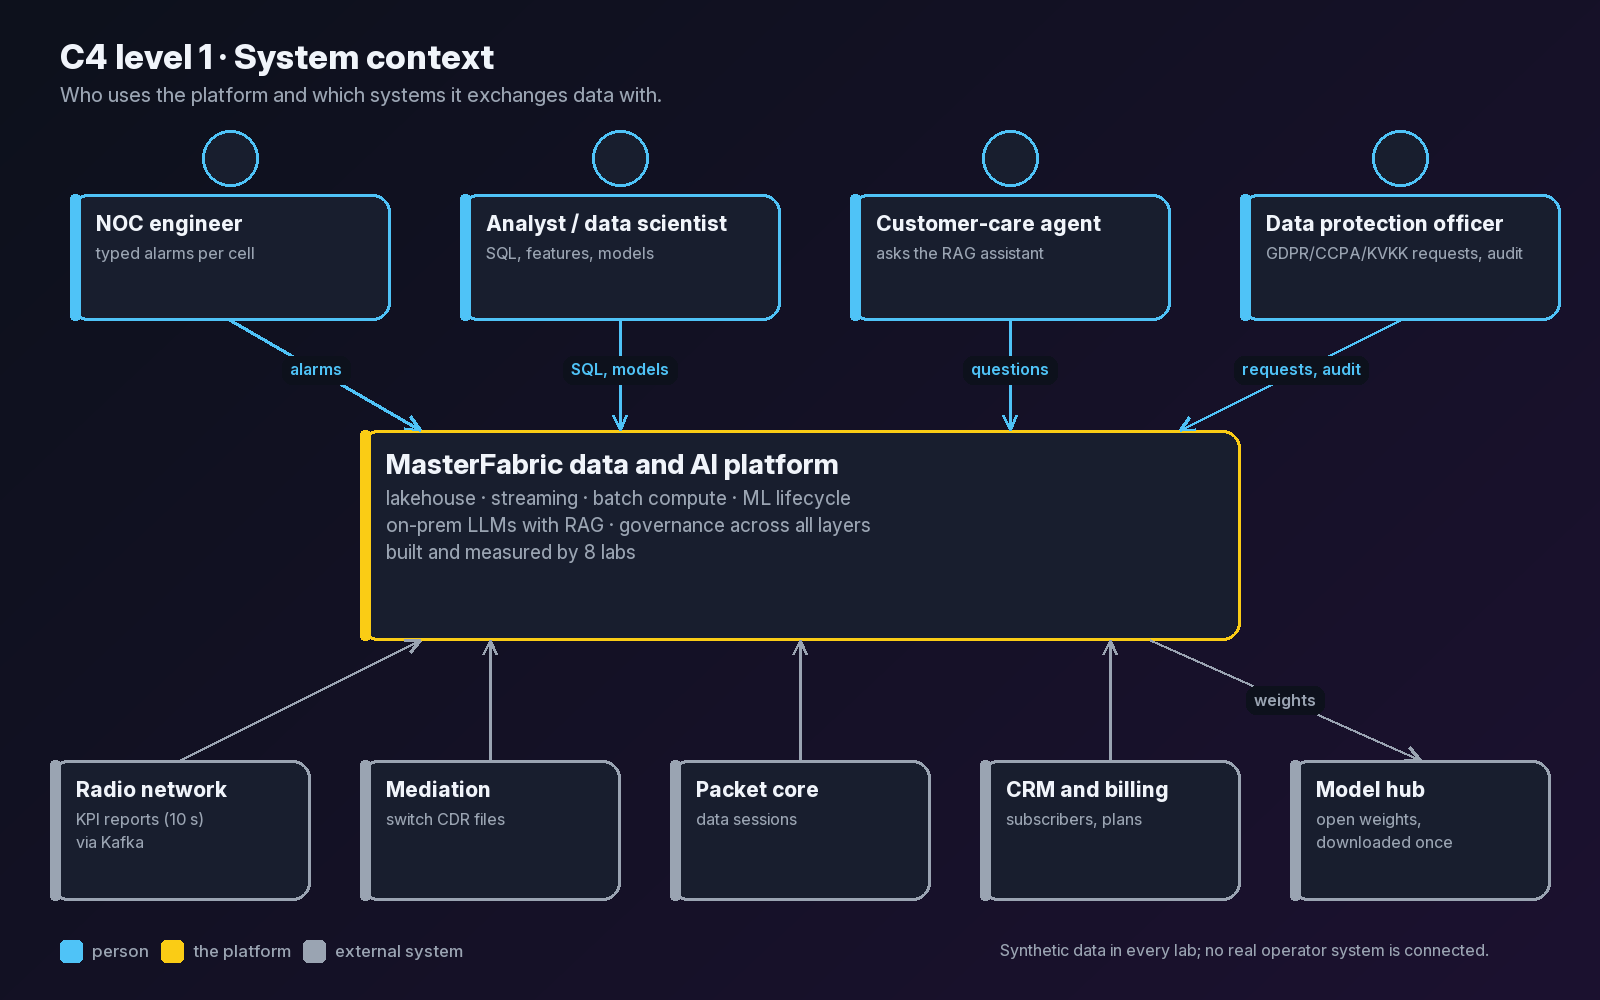 C4 level 1 · System context
Who uses the platform and which systems it exchanges data with.
NOC engineer
typed alarms per cell
Analyst / data scientist
SQL, features, models
Customer-care agent
asks the RAG assistant
Data protection officer
GDPR/CCPA/KVKK requests, audit
alarms
SQL, models
questions
requests, audit
MasterFabric data and AI platform
lakehouse · streaming · batch compute · ML lifecycle
on-prem LLMs with RAG · governance across all layers
built and measured by 8 labs
weights
Radio network
KPI reports (10 s)
via Kafka
Mediation
switch CDR files
Packet core
data sessions
CRM and billing
subscribers, plans
Model hub
open weights,
downloaded once
person
the platform
external system
Synthetic data in every lab; no real operator system is connected.